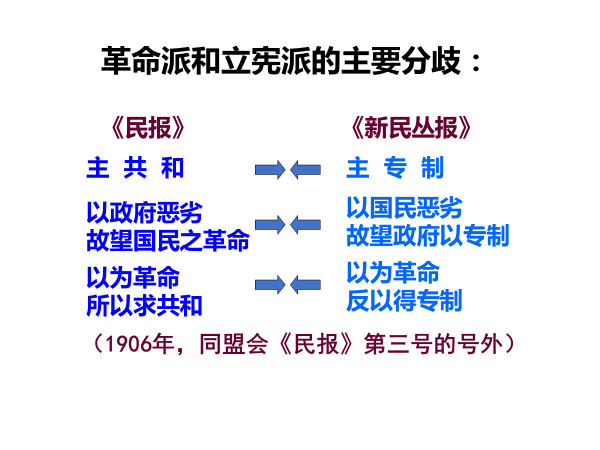 革命派和立宪派的主要分歧：
《民报》
《新民丛报》
主 共 和
主 专 制
以政府恶劣
故望国民之革命
以国民恶劣
故望政府以专制
以为革命
所以求共和
以为革命
反以得专制
（1906年，同盟会《民报》第三号的号外）